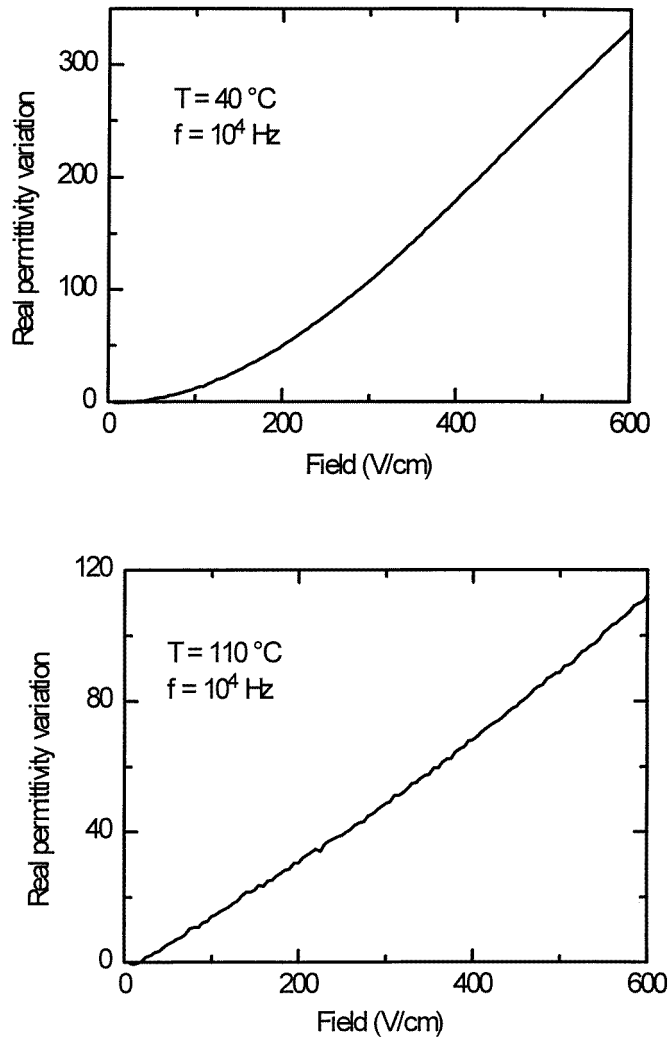 300
200
100
0
T = 40 °C
f = 10⁴ Hz
Real permittivity variation
0 200 400 600
Field (V/cm)
120
80
40
0
T = 110 °C
f = 10⁴ Hz
Real permittivity variation
0 200 400 600
Field (V/cm)